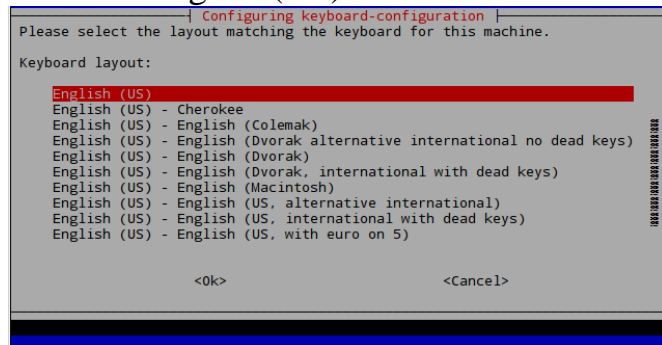 Configuring keyboard-configuration
Please select the layout matching the keyboard for this machine.
Keyboard layout:
English (US)
English (US) - Cherokee
English (US) - English (Colemak)
English (US) - English (Dvorak alternative international no dead keys)
English (US) - English (Dvorak)
English (US) - English (Dvorak, international with dead keys)
English (US) - English (Macintosh)
English (US) - English (US, alternative international)
English (US) - English (US, international with dead keys)
English (US) - English (US, with euro on 5)
<Ok> <Cancel>